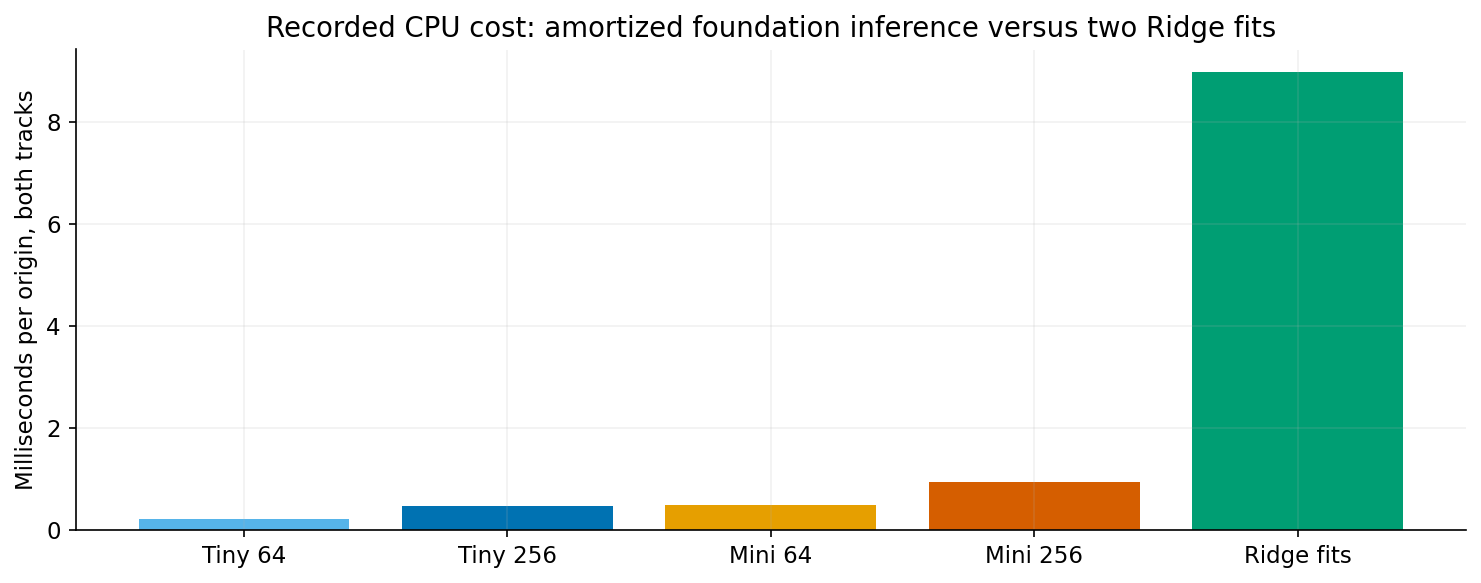 Recorded CPU cost: amortized foundation inference versus two Ridge fits
Milliseconds per origin, both tracks
8
6
4
2
0
Tiny 64
Tiny 256
Mini 64
Mini 256
Ridge fits